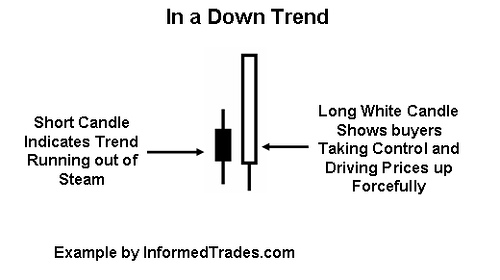 In a Down Trend
Short Candle
Indicates Trend
Running out of
Steam
Long White Candle
Shows buyers
Taking Control and
Driving Prices up
Forcefully
Example by InformedTrades.com